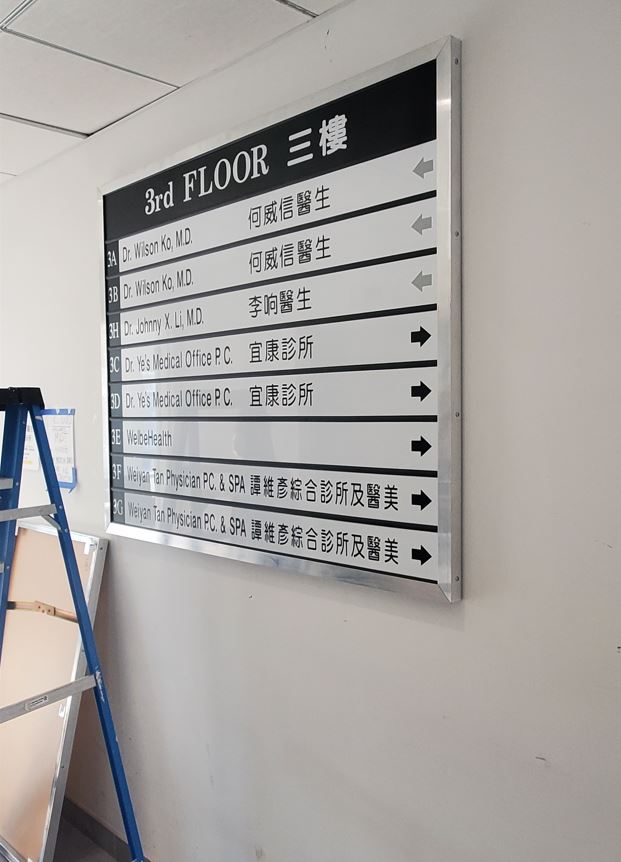 3rd FLOOR 三樓
3A Dr. Wilson Ko, M.D. 何威信醫生
3B Dr. Wilson Ko, M.D. 何威信醫生
3H Dr. Johnny X. Li, M.D. 李响醫生
3C Dr. Ye's Medical Office P.C. 宜康診所
3D Dr. Ye's Medical Office P.C. 宜康診所
3E WelbeHealth
3F Weiyan Tan Physician P.C. & SPA 譚維彥綜合診所及醫美
3G Weiyan Tan Physician P.C. & SPA 譚維彥綜合診所及醫美